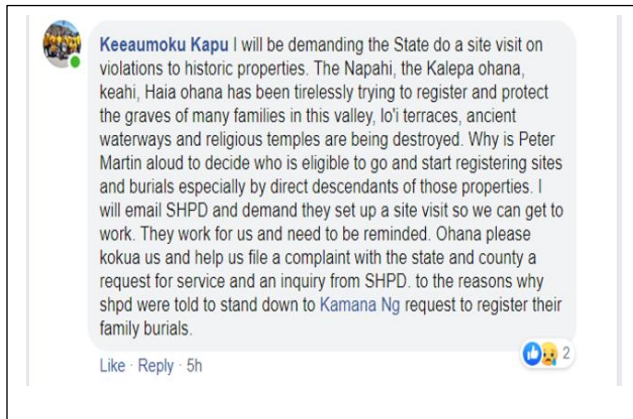 Keeaumoku Kapu I will be demanding the State do a site visit on
violations to historic properties. The Napahi, the Kalepa ohana,
keahi, Haia ohana has been tirelessly trying to register and protect
the graves of many families in this valley, lo'i terraces, ancient
waterways and religious temples are being destroyed. Why is Peter
Martin aloud to decide who is eligible to go and start registering sites
and burials especially by direct descendants of those properties. I
will email SHPD and demand they set up a site visit so we can get to
work. They work for us and need to be reminded. Ohana please
kokua us and help us file a complaint with the state and county a
request for service and an inquiry from SHPD. to the reasons why
shpd were told to stand down to Kamana Ng request to register their
family burials.
2
Like · Reply · 5h